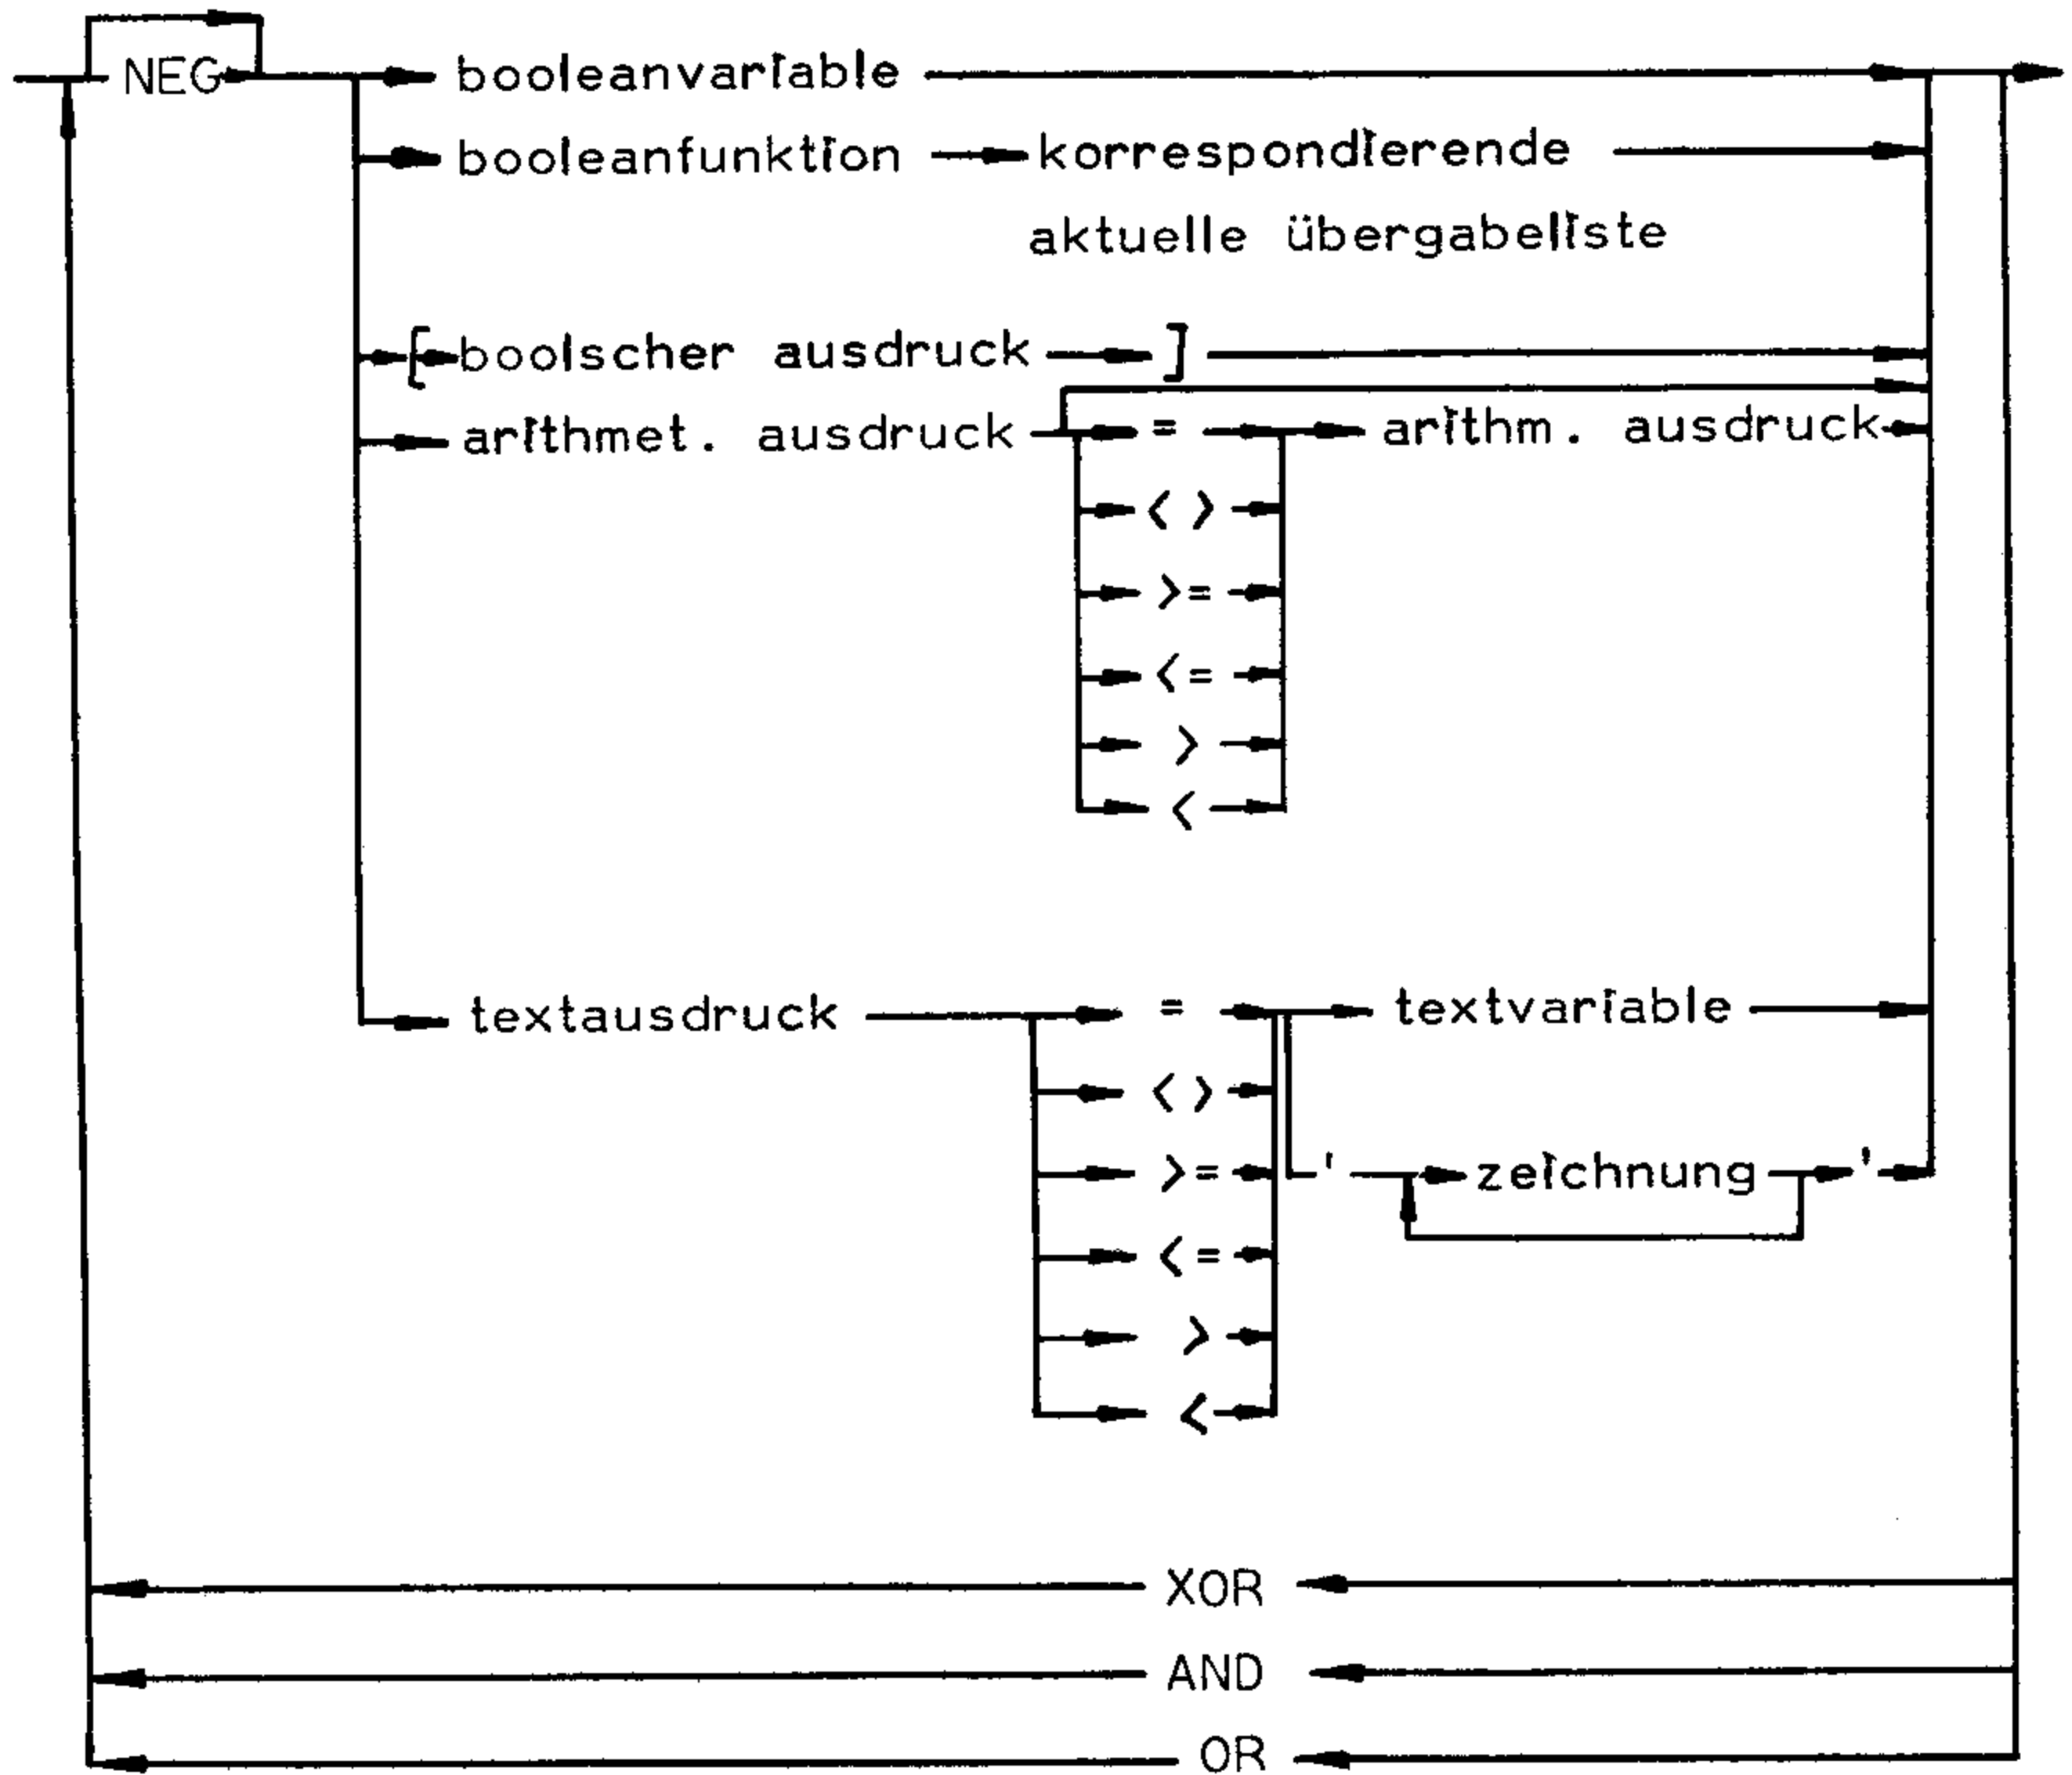 NEG booleanvariable
booleanfunktion korrespondierende
aktuelle übergabeliste
[ boolscher ausdruck ]
arithmet. ausdruck = arithm. ausdruck
< >
>=
<=
>
<
textausdruck = textvariable
< >
>= ' zeichnung '
<=
>
<
XOR
AND
OR